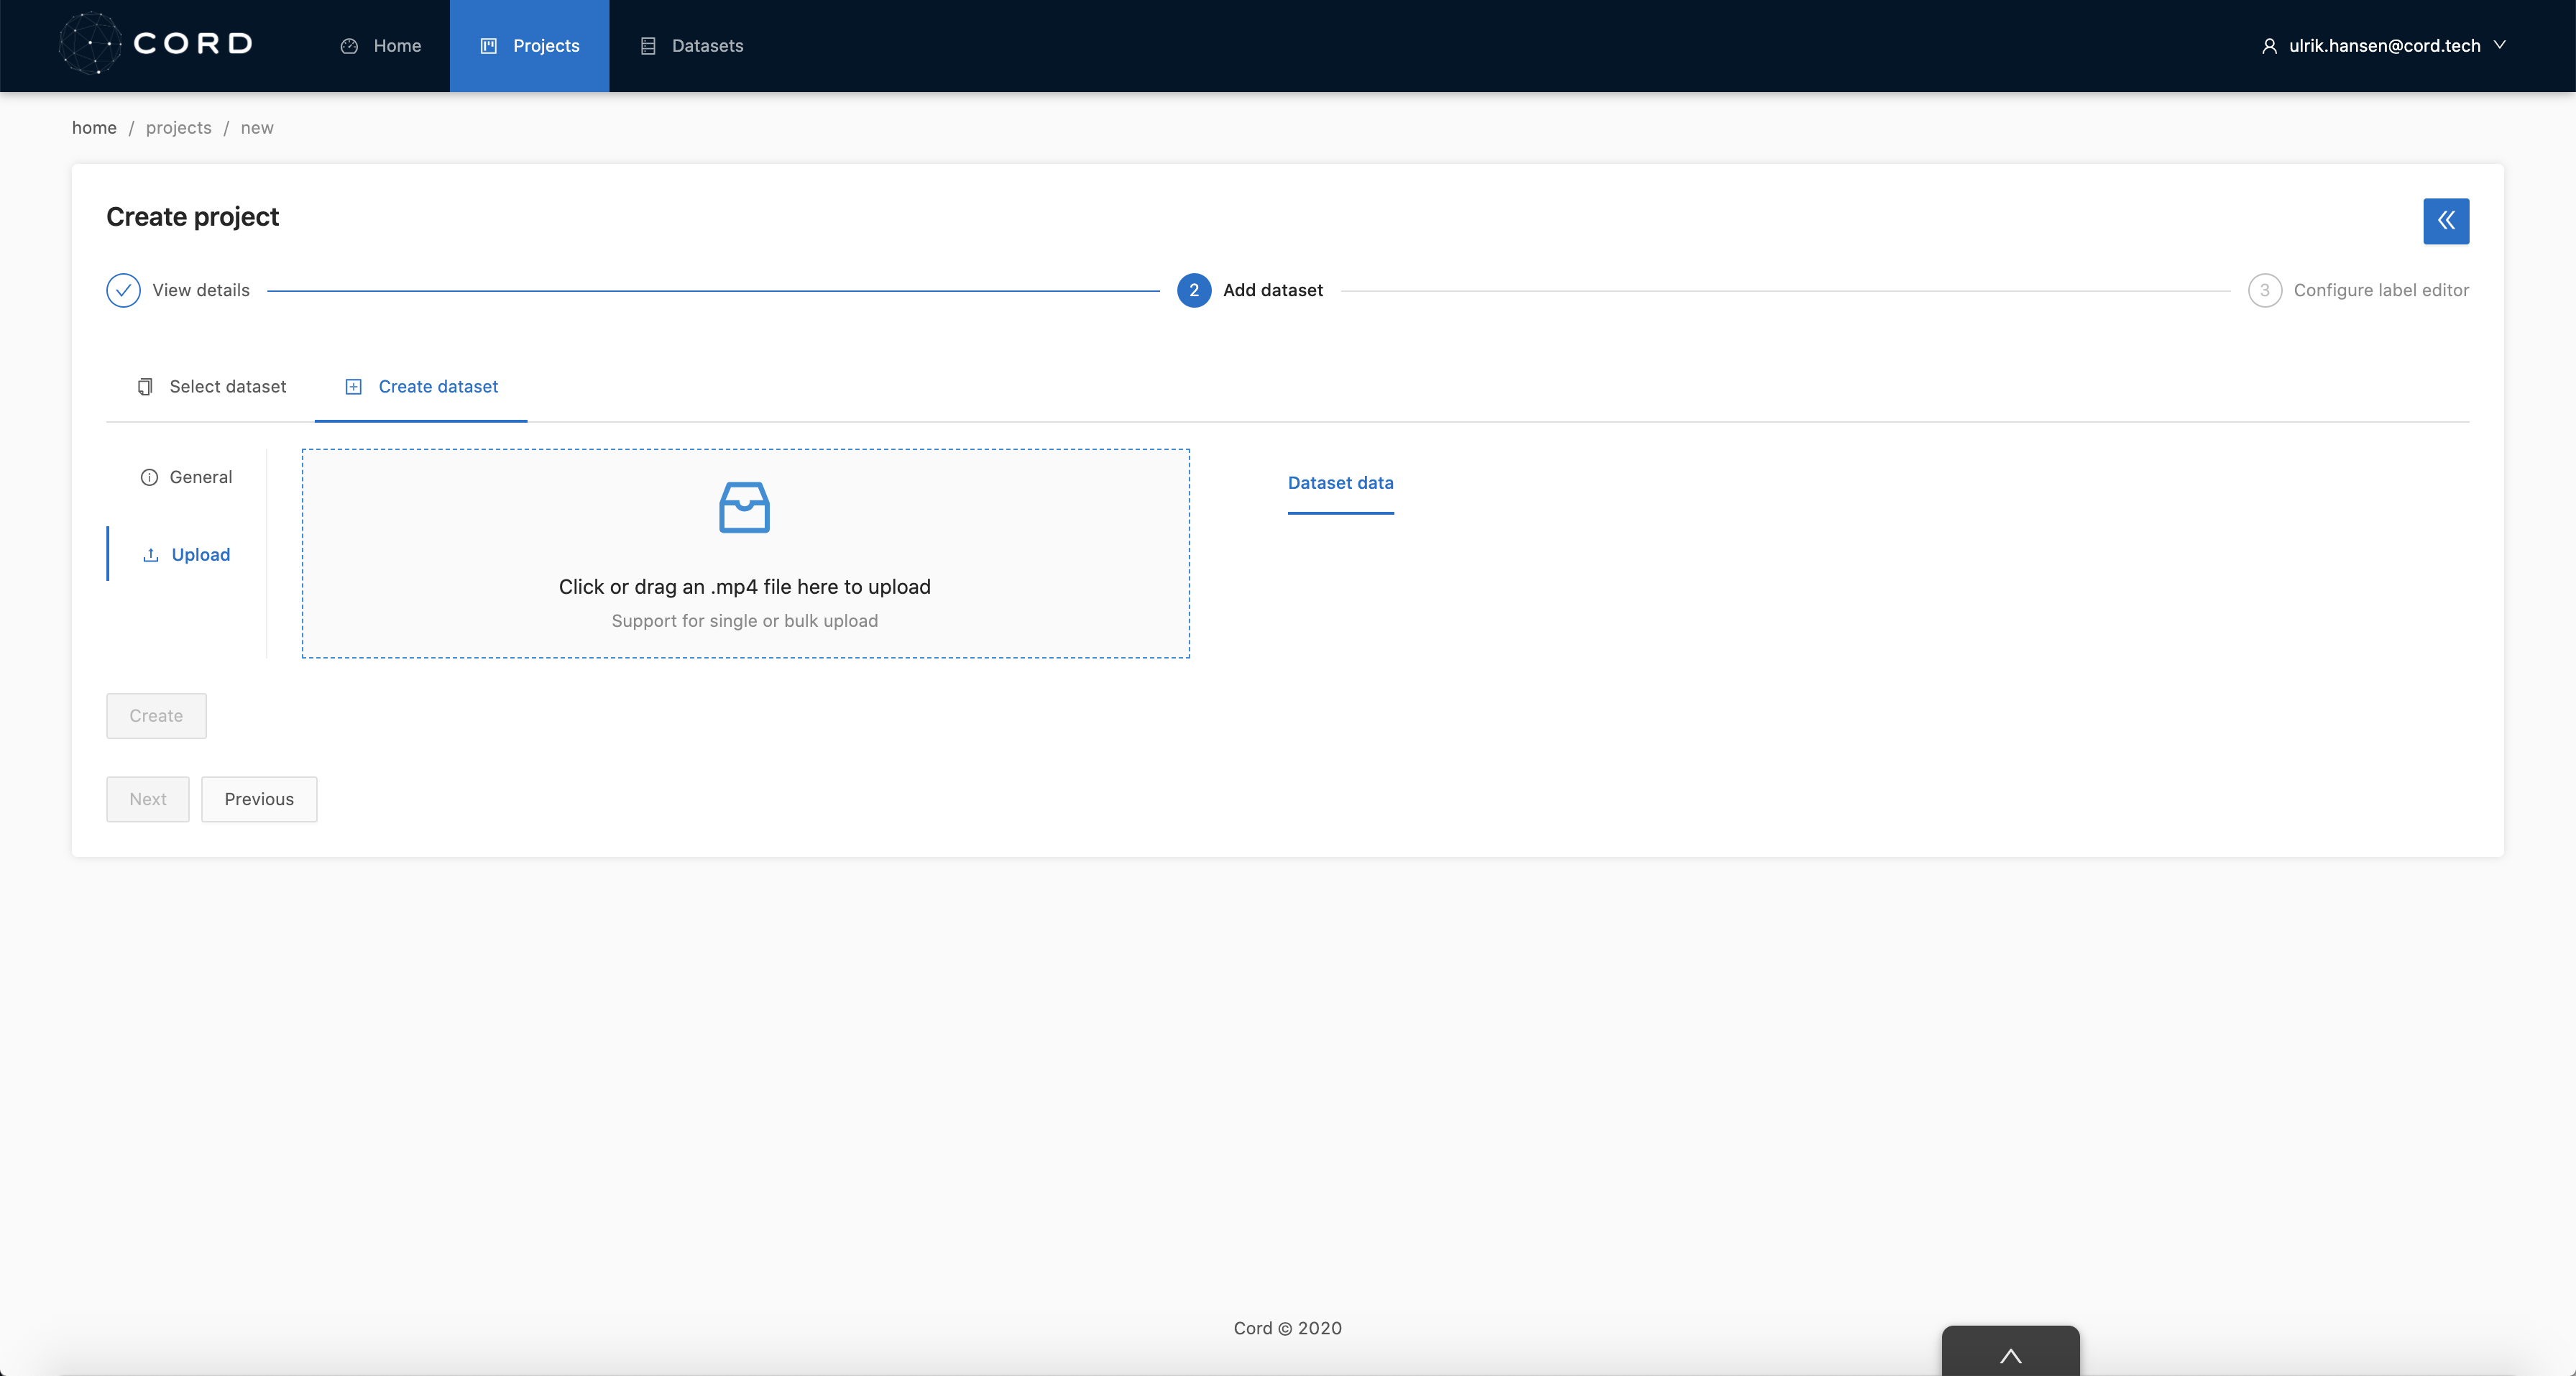 CORD
Home
Projects
Datasets
ulrik.hansen@cord.tech
home / projects / new
Create project
View details
2 Add dataset
3 Configure label editor
Select dataset
Create dataset
General
Upload
Click or drag an .mp4 file here to upload
Support for single or bulk upload
Dataset data
Create
Next
Previous
Cord © 2020